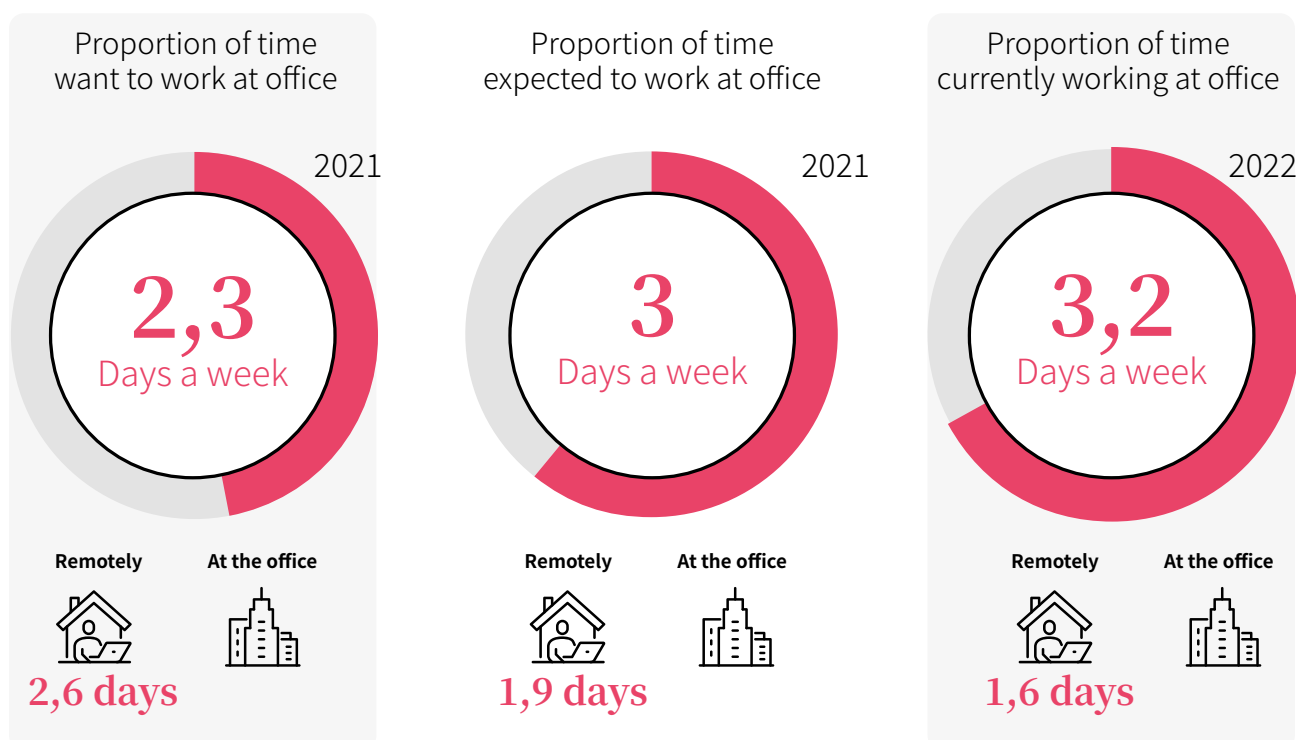 Proportion of time
want to work at office
2021
2,3
Days a week
Remotely
At the office
2,6 days
Proportion of time
expected to work at office
2021
3
Days a week
Remotely
At the office
1,9 days
Proportion of time
currently working at office
2022
3,2
Days a week
Remotely
At the office
1,6 days